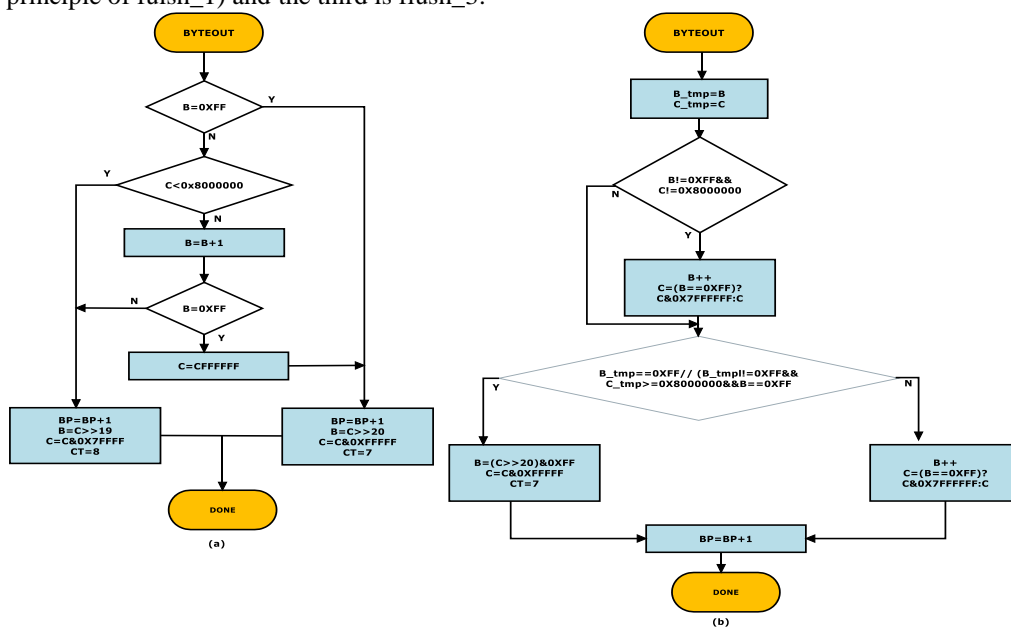 principle of fulsh_1) and the third is flush_3.
BYTEOUT
B=0XFF
Y
N
C<0x8000000
Y
N
B=B+1
B=0XFF
N
Y
C=CFFFFFF
BP=BP+1
B=C>>19
C=C&0X7FFFF
CT=8
BP=BP+1
B=C>>20
C=C&0XFFFFF
CT=7
DONE
(a)
BYTEOUT
B_tmp=B
C_tmp=C
B!=0XFF&&
C!=0X8000000
N
Y
B++
C=(B==0XFF)?
C&0X7FFFFFF:C
B_tmp==0XFF// (B_tmpl!=0XFF&&
C_tmp>=0X8000000&&B==0XFF
Y
N
B=(C>>20)&0XFF
C=C&0XFFFFF
CT=7
B++
C=(B==0XFF)?
C&0X7FFFFFF:C
BP=BP+1
DONE
(b)